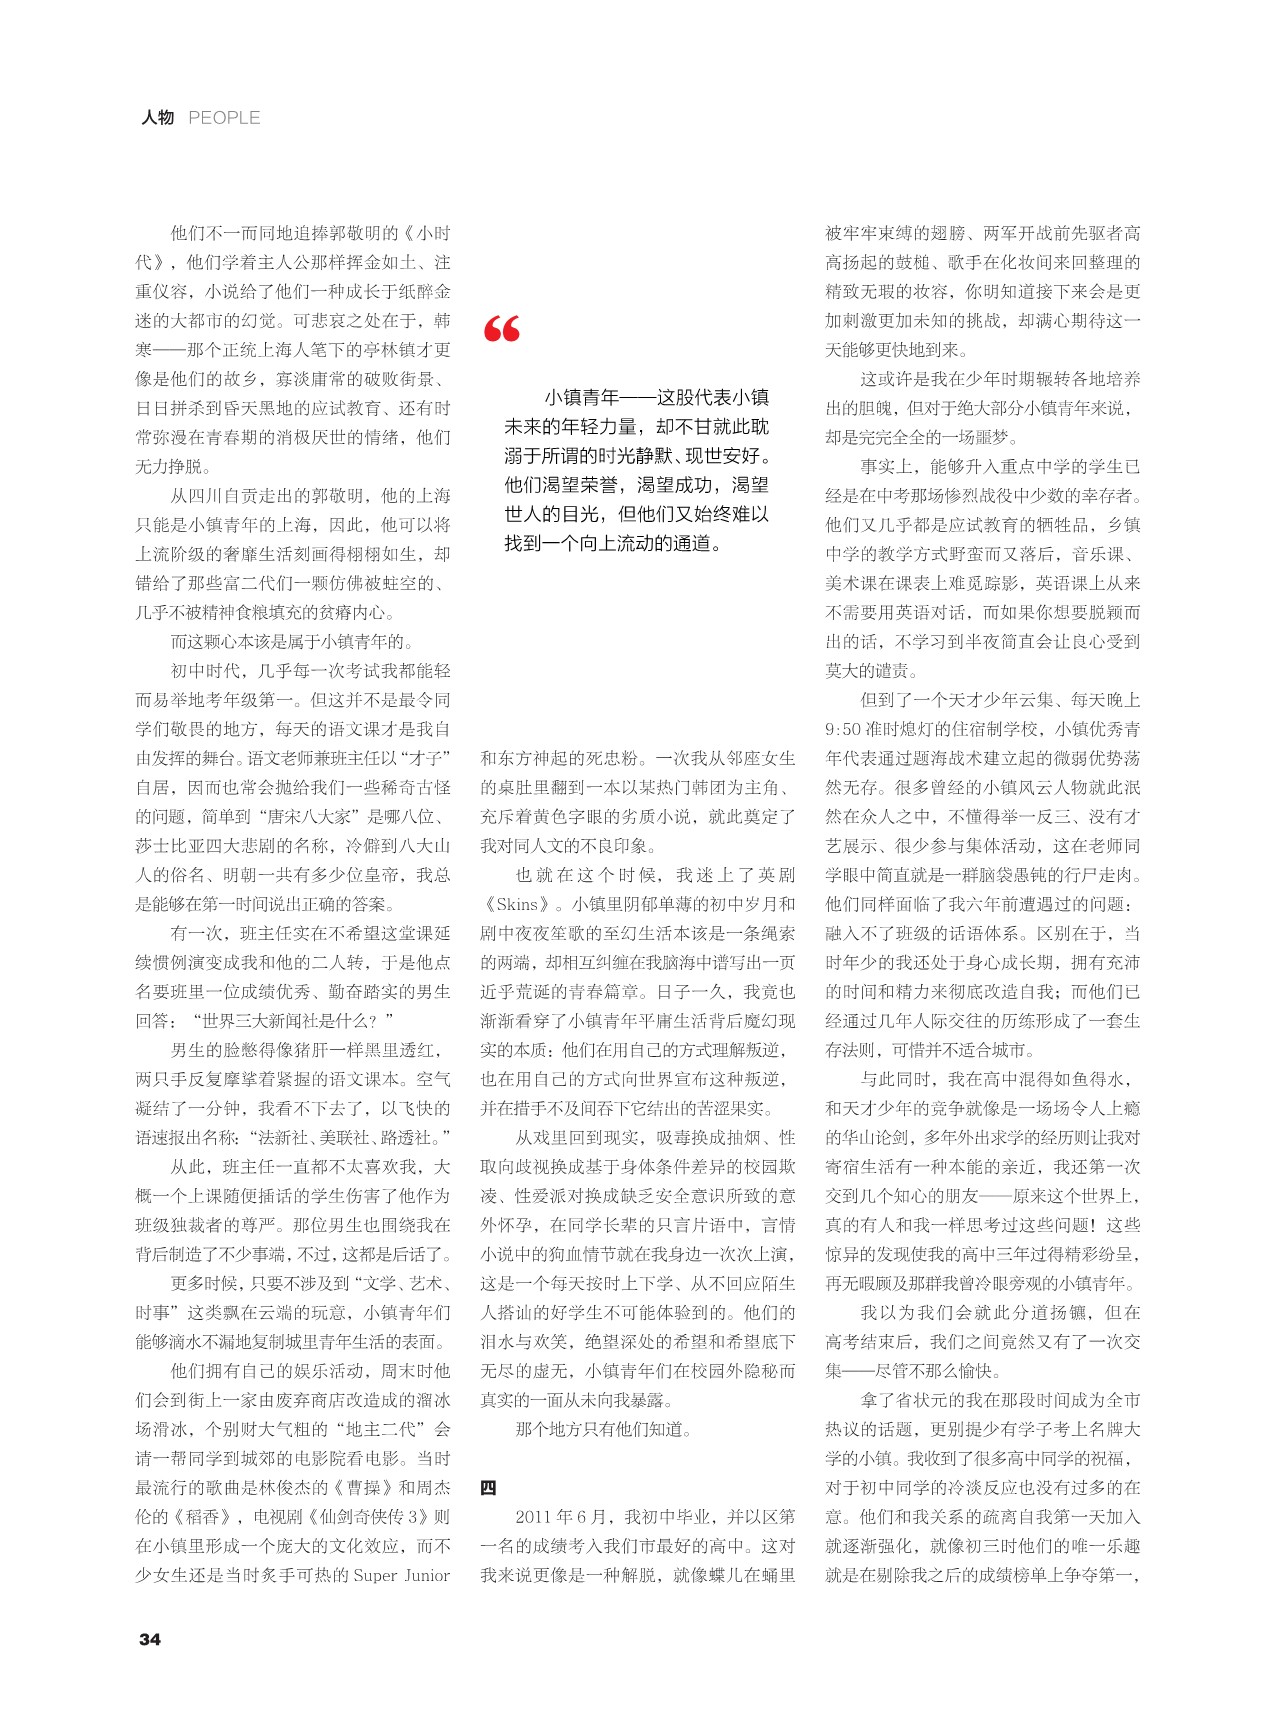 人物 PEOPLE
他们不一而同地追捧郭敬明的《小时
代》，他们学着主人公那样挥金如土、注
重仪容，小说给了他们一种成长于纸醉金
迷的大都市的幻觉。可悲哀之处在于，韩
寒——那个正统上海人笔下的亭林镇才更
像是他们的故乡，寡淡庸常的破败街景、
日日拼杀到昏天黑地的应试教育、还有时
常弥漫在青春期的消极厌世的情绪，他们
无力挣脱。
从四川自贡走出的郭敬明，他的上海
只能是小镇青年的上海，因此，他可以将
上流阶级的奢靡生活刻画得栩栩如生，却
错给了那些富二代们一颗仿佛被蛀空的、
几乎不被精神食粮填充的贫瘠内心。
而这颗心本该是属于小镇青年的。
初中时代，几乎每一次考试我都能轻
而易举地考年级第一。但这并不是最令同
学们敬畏的地方，每天的语文课才是我自
由发挥的舞台。语文老师兼班主任以“才子”
自居，因而也常会抛给我们一些稀奇古怪
的问题，简单到“唐宋八大家”是哪八位、
莎士比亚四大悲剧的名称，冷僻到八大山
人的俗名、明朝一共有多少位皇帝，我总
是能够在第一时间说出正确的答案。
有一次，班主任实在不希望这堂课延
续惯例演变成我和他的二人转，于是他点
名要班里一位成绩优秀、勤奋踏实的男生
回答：“世界三大新闻社是什么？”
男生的脸憋得像猪肝一样黑里透红，
两只手反复摩挲着紧握的语文课本。空气
凝结了一分钟，我看不下去了，以飞快的
语速报出名称：“法新社、美联社、路透社。”
从此，班主任一直都不太喜欢我，大
概一个上课随便插话的学生伤害了他作为
班级独裁者的尊严。那位男生也围绕我在
背后制造了不少事端，不过，这都是后话了。
更多时候，只要不涉及到“文学、艺术、
时事”这类飘在云端的玩意，小镇青年们
能够滴水不漏地复制城里青年生活的表面。
他们拥有自己的娱乐活动，周末时他
们会到街上一家由废弃商店改造成的溜冰
场滑冰，个别财大气粗的“地主二代”会
请一帮同学到城郊的电影院看电影。当时
最流行的歌曲是林俊杰的《曹操》和周杰
伦的《稻香》，电视剧《仙剑奇侠传 3》则
在小镇里形成一个庞大的文化效应，而不
少女生还是当时炙手可热的 Super Junior
“
小镇青年——这股代表小镇
未来的年轻力量，却不甘就此耽
溺于所谓的时光静默、现世安好。
他们渴望荣誉，渴望成功，渴望
世人的目光，但他们又始终难以
找到一个向上流动的通道。
和东方神起的死忠粉。一次我从邻座女生
的桌肚里翻到一本以某热门韩团为主角、
充斥着黄色字眼的劣质小说，就此奠定了
我对同人文的不良印象。
也就在这个时候，我迷上了英剧
《Skins》。小镇里阴郁单薄的初中岁月和
剧中夜夜笙歌的至幻生活本该是一条绳索
的两端，却相互纠缠在我脑海中谱写出一页
近乎荒诞的青春篇章。日子一久，我竟也
渐渐看穿了小镇青年平庸生活背后魔幻现
实的本质：他们在用自己的方式理解叛逆，
也在用自己的方式向世界宣布这种叛逆，
并在措手不及间吞下它结出的苦涩果实。
从戏里回到现实，吸毒换成抽烟、性
取向歧视换成基于身体条件差异的校园欺
凌、性爱派对换成缺乏安全意识所致的意
外怀孕，在同学长辈的只言片语中，言情
小说中的狗血情节就在我身边一次次上演，
这是一个每天按时上下学、从不回应陌生
人搭讪的好学生不可能体验到的。他们的
泪水与欢笑，绝望深处的希望和希望底下
无尽的虚无，小镇青年们在校园外隐秘而
真实的一面从未向我暴露。
那个地方只有他们知道。
四
2011 年 6 月，我初中毕业，并以区第
一名的成绩考入我们市最好的高中。这对
我来说更像是一种解脱，就像蝶儿在蛹里
被牢牢束缚的翅膀、两军开战前先驱者高
高扬起的鼓槌、歌手在化妆间来回整理的
精致无瑕的妆容，你明知道接下来会是更
加刺激更加未知的挑战，却满心期待这一
天能够更快地到来。
这或许是我在少年时期辗转各地培养
出的胆魄，但对于绝大部分小镇青年来说，
却是完完全全的一场噩梦。
事实上，能够升入重点中学的学生已
经是在中考那场惨烈战役中少数的幸存者。
他们又几乎都是应试教育的牺牲品，乡镇
中学的教学方式野蛮而又落后，音乐课、
美术课在课表上难觅踪影，英语课上从来
不需要用英语对话，而如果你想要脱颖而
出的话，不学习到半夜简直会让良心受到
莫大的谴责。
但到了一个天才少年云集、每天晚上
9:50 准时熄灯的住宿制学校，小镇优秀青
年代表通过题海战术建立起的微弱优势荡
然无存。很多曾经的小镇风云人物就此泯
然在众人之中，不懂得举一反三、没有才
艺展示、很少参与集体活动，这在老师同
学眼中简直就是一群脑袋愚钝的行尸走肉。
他们同样面临了我六年前遭遇过的问题：
融入不了班级的话语体系。区别在于，当
时年少的我还处于身心成长期，拥有充沛
的时间和精力来彻底改造自我；而他们已
经通过几年人际交往的历练形成了一套生
存法则，可惜并不适合城市。
与此同时，我在高中混得如鱼得水，
和天才少年的竞争就像是一场场令人上瘾
的华山论剑，多年外出求学的经历则让我对
寄宿生活有一种本能的亲近，我还第一次
交到几个知心的朋友——原来这个世界上，
真的有人和我一样思考过这些问题！这些
惊异的发现使我的高中三年过得精彩纷呈，
再无暇顾及那群我曾冷眼旁观的小镇青年。
我以为我们会就此分道扬镳，但在
高考结束后，我们之间竟然又有了一次交
集——尽管不那么愉快。
拿了省状元的我在那段时间成为全市
热议的话题，更别提少有学子考上名牌大
学的小镇。我收到了很多高中同学的祝福，
对于初中同学的冷淡反应也没有过多的在
意。他们和我关系的疏离自我第一天加入
就逐渐强化，就像初三时他们的唯一乐趣
就是在剔除我之后的成绩榜单上争夺第一，
34